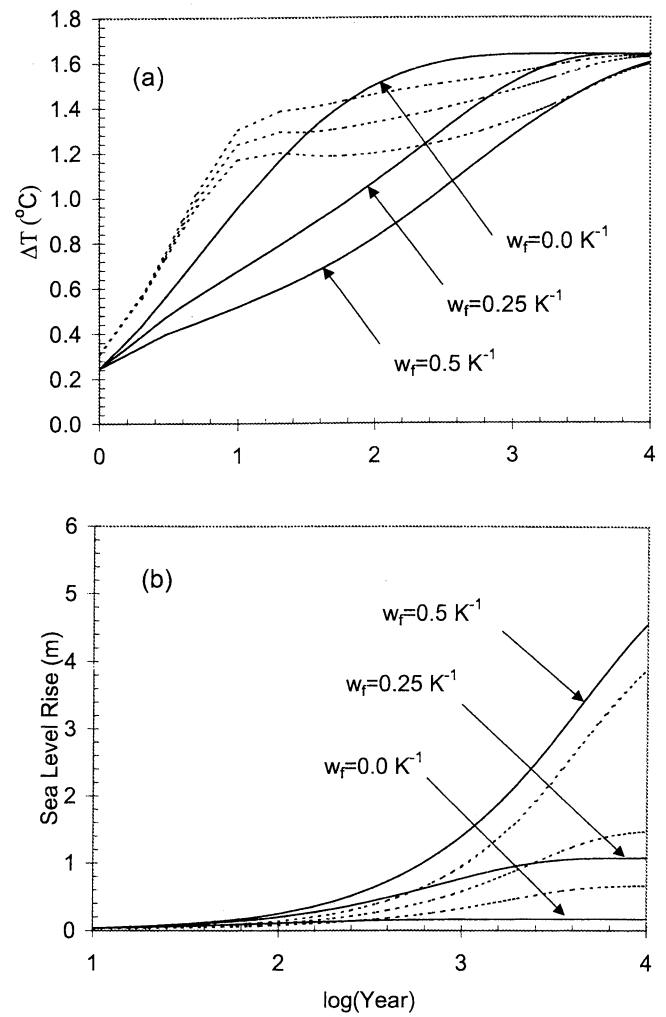 1.8
1.6
1.4
1.2
1.0
0.8
0.6
0.4
0.2
0.0
ΔT (°C)
(a)
w_f=0.0 K⁻¹
w_f=0.25 K⁻¹
w_f=0.5 K⁻¹
0 1 2 3 4
6
5
4
3
2
1
0
Sea Level Rise (m)
(b)
w_f=0.5 K⁻¹
w_f=0.25 K⁻¹
w_f=0.0 K⁻¹
1 2 3 4
log(Year)